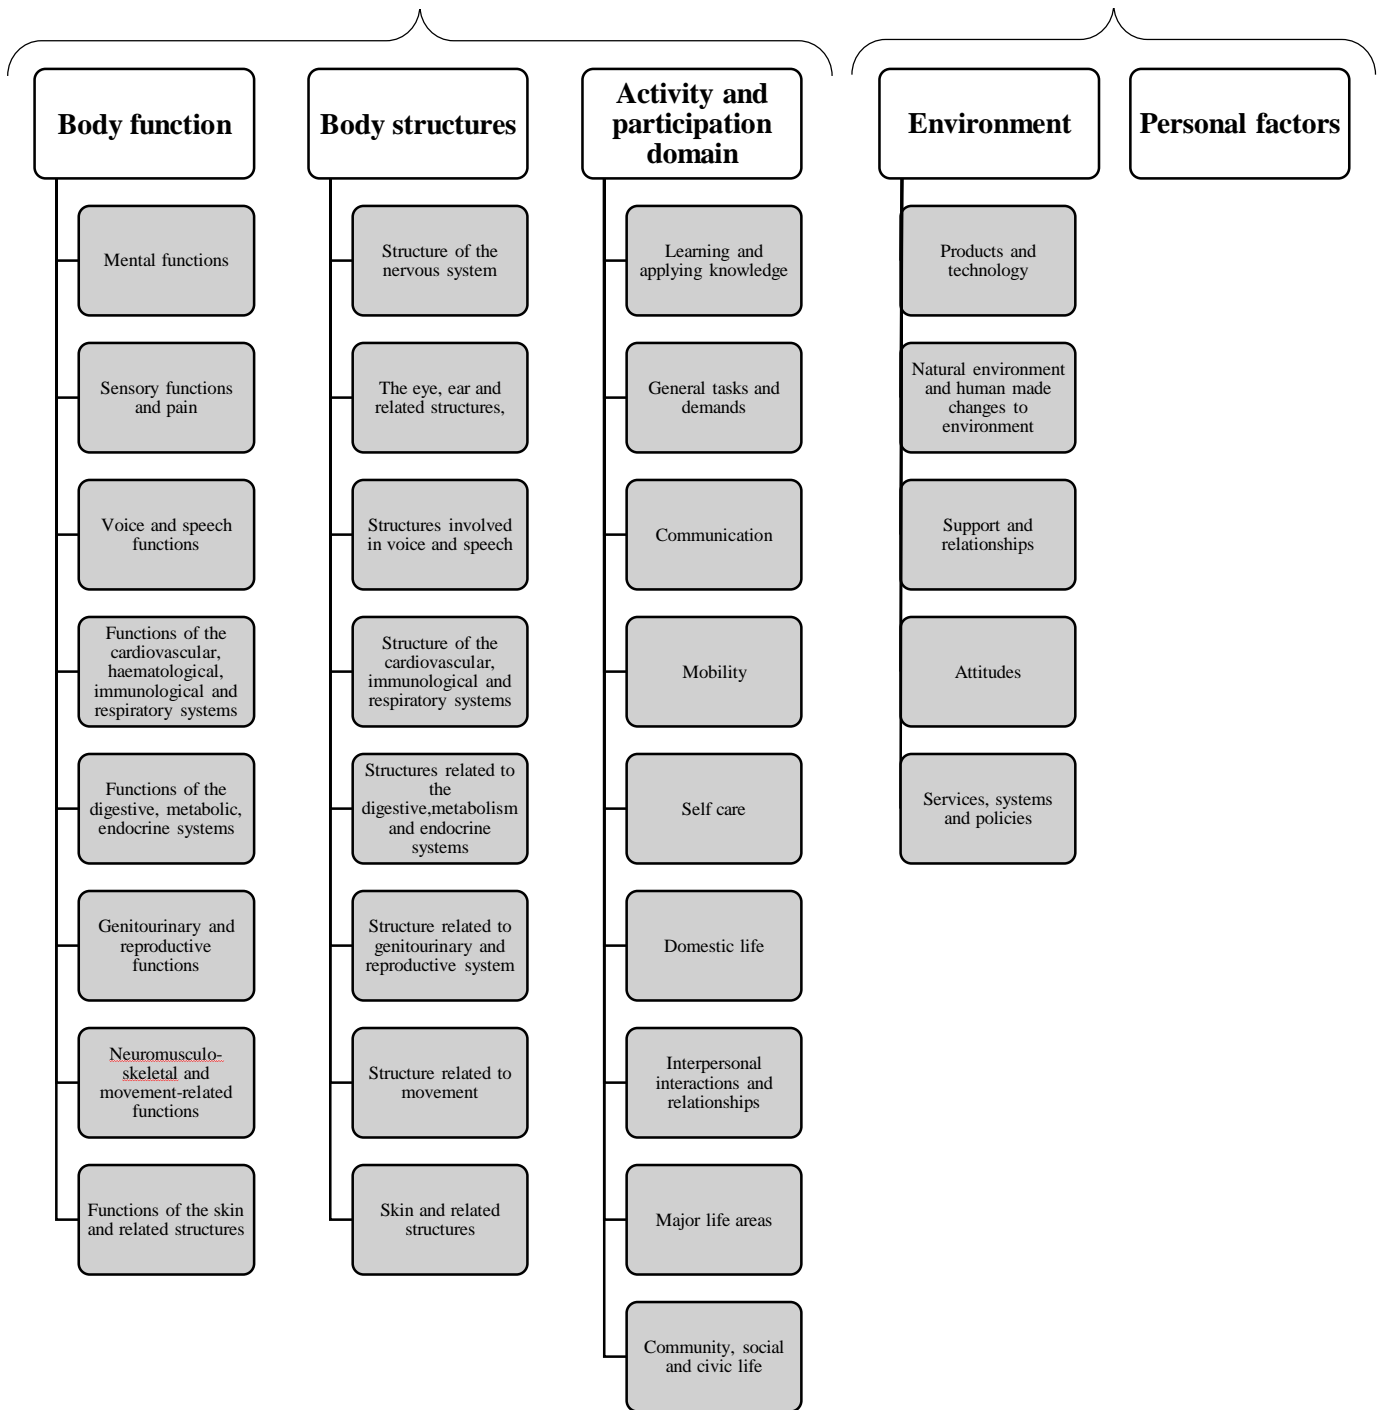 Body function
Mental functions
Sensory functions
and pain
Voice and speech
functions
Functions of the
cardiovascular,
haematological,
immunological and
respiratory systems
Functions of the
digestive, metabolic,
endocrine systems
Genitourinary and
reproductive
functions
Neuromusculo-
skeletal and
movement-related
functions
Functions of the skin
and related structures
Body structures
Structure of the
nervous system
The eye, ear and
related structures,
Structures involved
in voice and speech
Structure of the
cardiovascular,
immunological and
respiratory systems
Structures related to
the
digestive,metabolism
and endocrine
systems
Structure related to
genitourinary and
reproductive system
Structure related to
movement
Skin and related
structures
Activity and
participation
domain
Learning and
applying knowledge
General tasks and
demands
Communication
Mobility
Self care
Domestic life
Interpersonal
interactions and
relationships
Major life areas
Community, social
and civic life
Environment
Products and
technology
Natural environment
and human made
changes to
environment
Support and
relationships
Attitudes
Services, systems
and policies
Personal factors